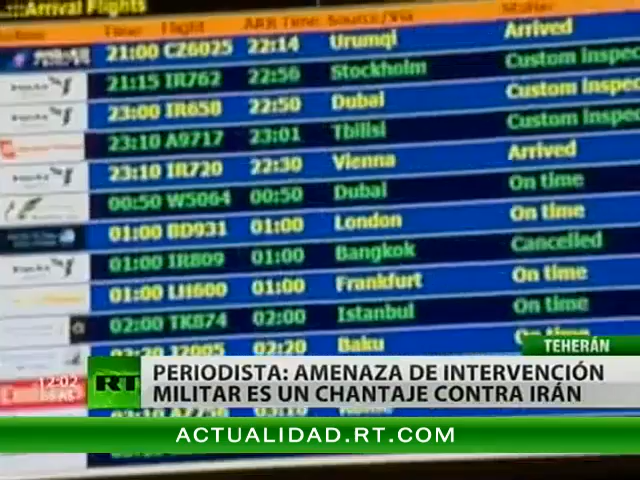 :::Arrival Flights
Time Flight ARR Time Source/Via
21:00 CZ6025 22:14 Urumqi Arrived
21:15 IR762 22:56 Stockholm Custom inspec
23:00 IR658 22:50 Dubai Custom inspec
23:10 A9717 23:01 Tbilisi Custom inspec
23:10 IR720 22:30 Vienna Arrived
00:50 W5064 00:50 Dubai On time
01:00 BD931 01:00 London On time
01:00 IR809 01:00 Bangkok Cancelled
01:00 LH600 01:00 Frankfurt On time
02:00 TK874 02:00 Istanbul On time
Baku
TEHERÁN
12:02
RT
PERIODISTA: AMENAZA DE INTERVENCIÓN
MILITAR ES UN CHANTAJE CONTRA IRÁN
ACTUALIDAD.RT.COM